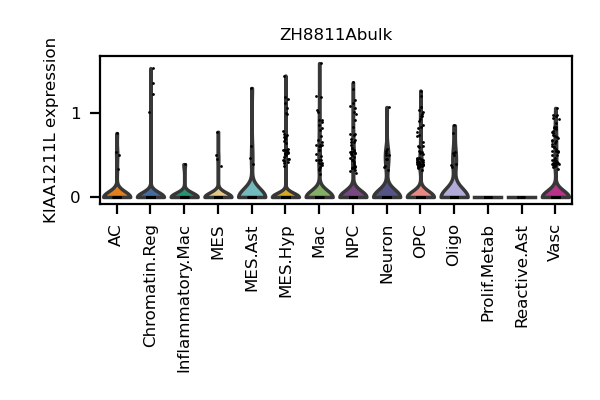 ZH8811Abulk
KIAA1211L expression
1
0
AC
Chromatin.Reg
Inflammatory.Mac
MES
MES.Ast
MES.Hyp
Mac
NPC
Neuron
OPC
Oligo
Prolif.Metab
Reactive.Ast
Vasc